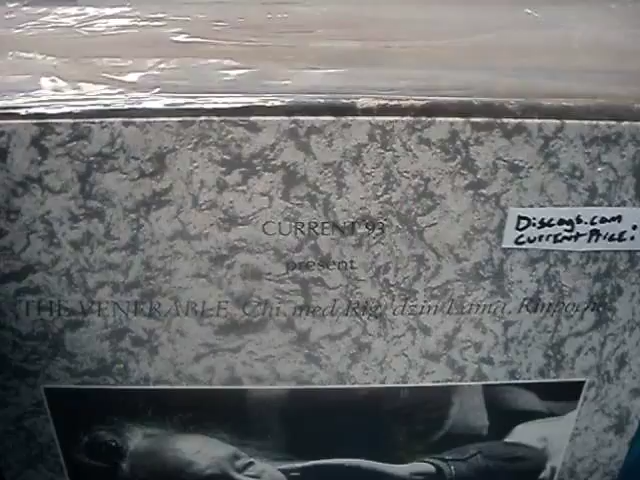 CURRENT 93
present
THE VENERABLE 'Chi.med Rig'dzin Lama, Rinpoche
Discogs.com
Current Price: